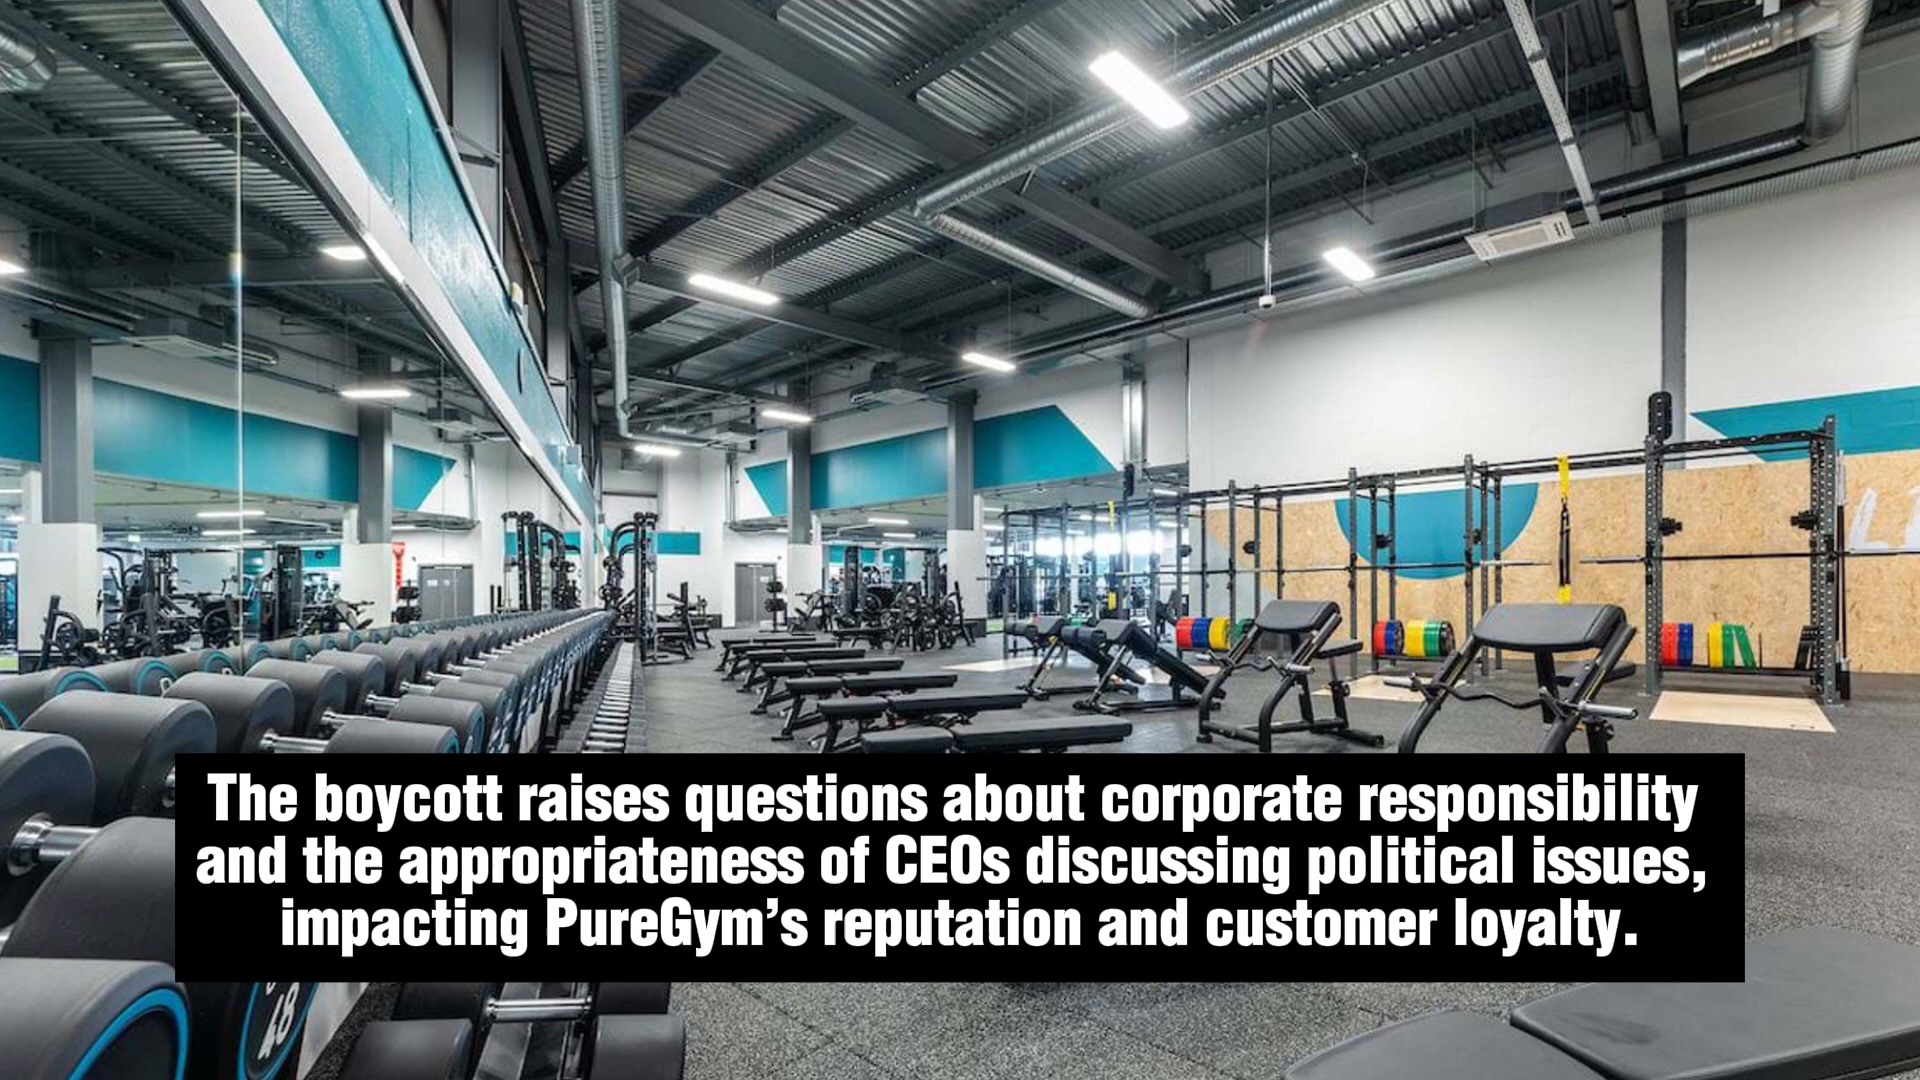 The boycott raises questions about corporate responsibility
and the appropriateness of CEOs discussing political issues,
impacting PureGym’s reputation and customer loyalty.
48